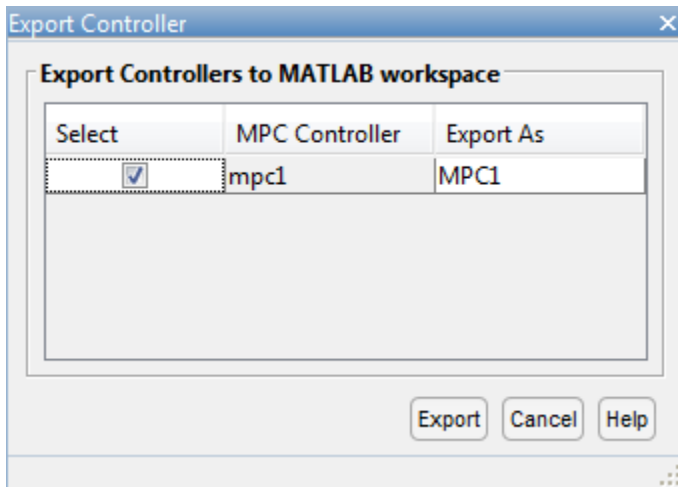 Export Controller
Export Controllers to MATLAB workspace
Select MPC Controller Export As
mpc1 MPC1
Export Cancel Help